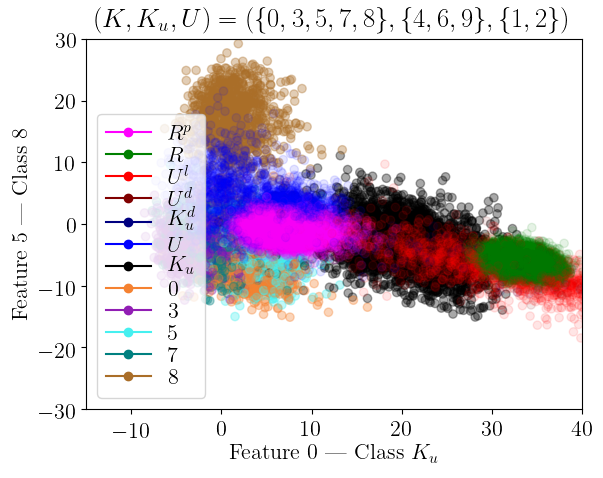 (K, K_u, U) = ({0, 3, 5, 7, 8}, {4, 6, 9}, {1, 2})
30
20
10
0
−10
−20
−30
Feature 5 — Class 8
R^p
R
U^l
U^d
K_u^d
U
K_u
0
3
5
7
8
−10
0
10
20
30
40
Feature 0 — Class K_u